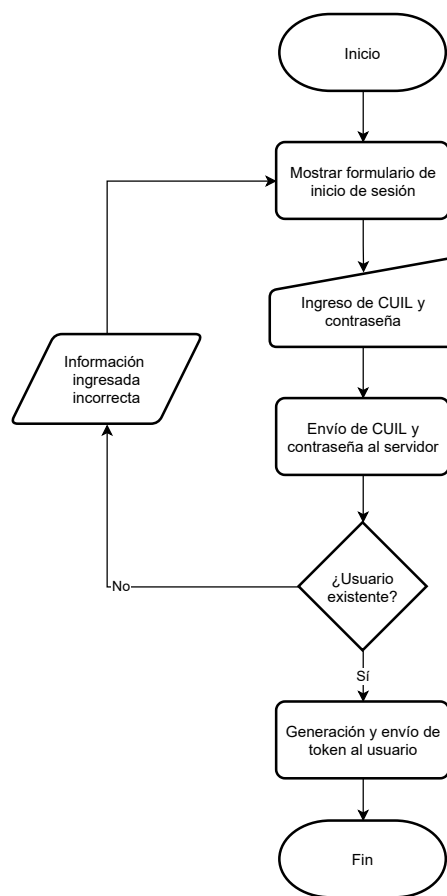 Inicio
Mostrar formulario de
inicio de sesión
Ingreso de CUIL y
contraseña
Información
ingresada
incorrecta
Envío de CUIL y
contraseña al servidor
¿Usuario
existente?
No
Sí
Generación y envío de
token al usuario
Fin